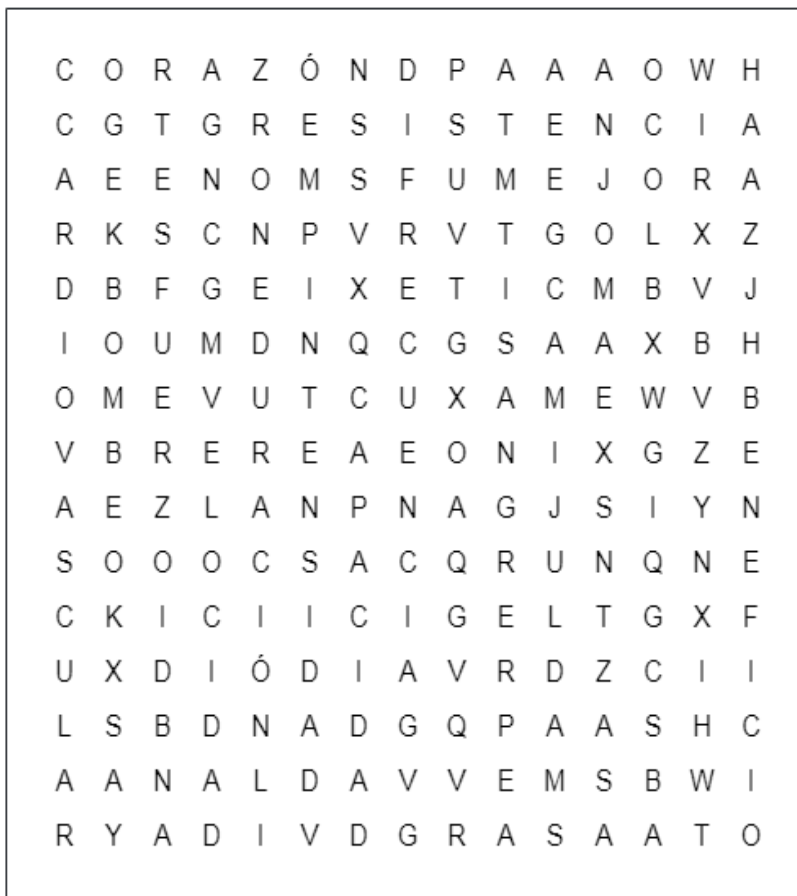 C O R A Z Ó N D P A A A O W H
C G T G R E S I S T E N C I A
A E E N O M S F U M E J O R A
R K S C N P V R V T G O L X Z
D B F G E I X E T I C M B V J
I O U M D N Q C G S A A X B H
O M E V U T C U X A M E W V B
V B R E R E A E O N I X G Z E
A E Z L A N P N A G J S I Y N
S O O O C S A C Q R U N Q N E
C K I C I I C I G E L T G X F
U X D I Ó D I A V R D Z C I I
L S B D N A D G Q P A A S H C
A A N A L D A V V E M S B W I
R Y A D I V D G R A S A A T O